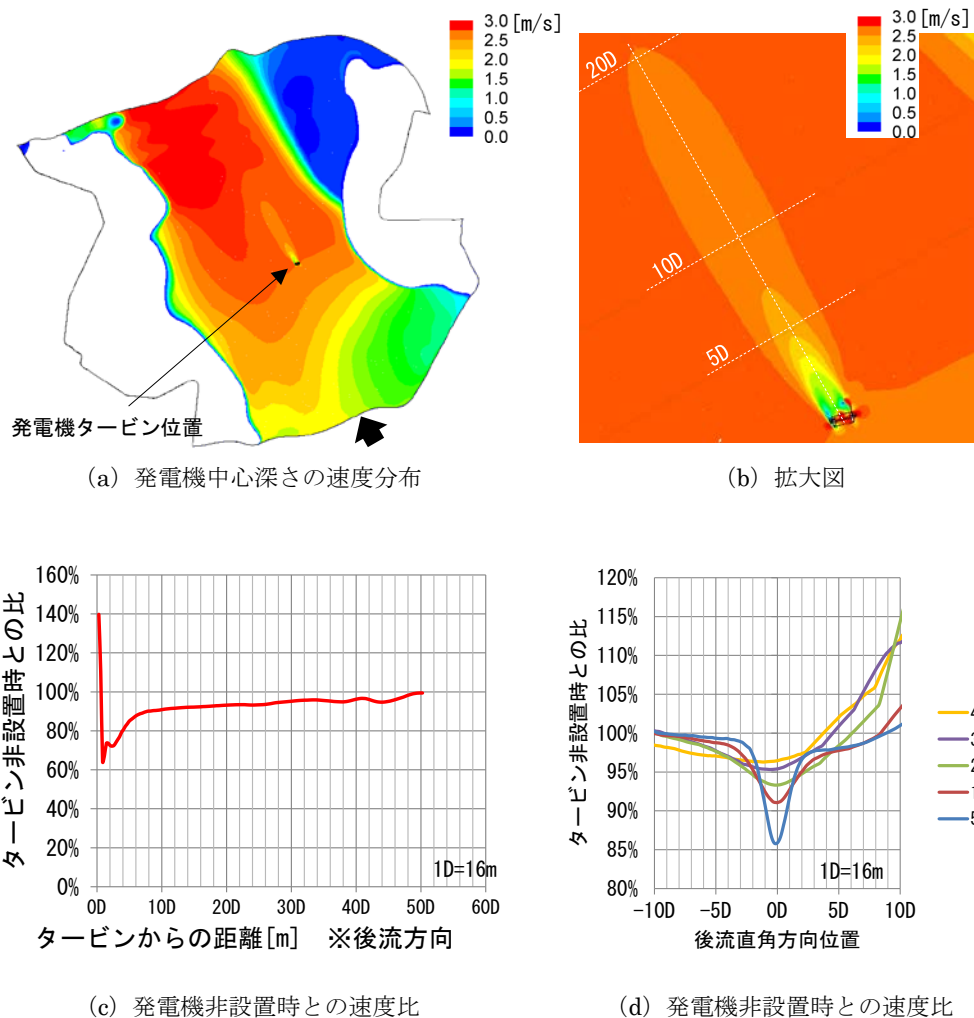 3.0 [m/s]
2.5
2.0
1.5
1.0
0.5
0.0
発電機タービン位置
(a) 発電機中心深さの速度分布
3.0 [m/s]
2.5
2.0
1.5
1.0
0.5
0.0
20D
10D
5D
(b) 拡大図
160%
140%
120%
100%
80%
60%
40%
20%
0%
0D 10D 20D 30D 40D 50D 60D
1D=16m
タービン非設置時との比
タービンからの距離[m] ※後流方向
(c) 発電機非設置時との速度比
120%
115%
110%
105%
100%
95%
90%
85%
80%
-10D -5D 0D 5D 10D
1D=16m
タービン非設置時との比
後流直角方向位置
4
3
2
5
(d) 発電機非設置時との速度比